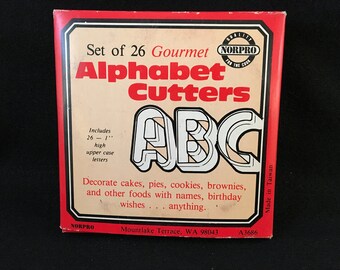 Set of 26 Gourmet
NORPRO
Alphabet
Cutters
Includes
26 — 1"
high
upper case
letters
ABC
Decorate cakes, pies, cookies, brownies,
and other foods with names, birthday
wishes . . . anything.
Made in Taiwan
NORPRO
Mountlake Terrace, WA 98043
A3686